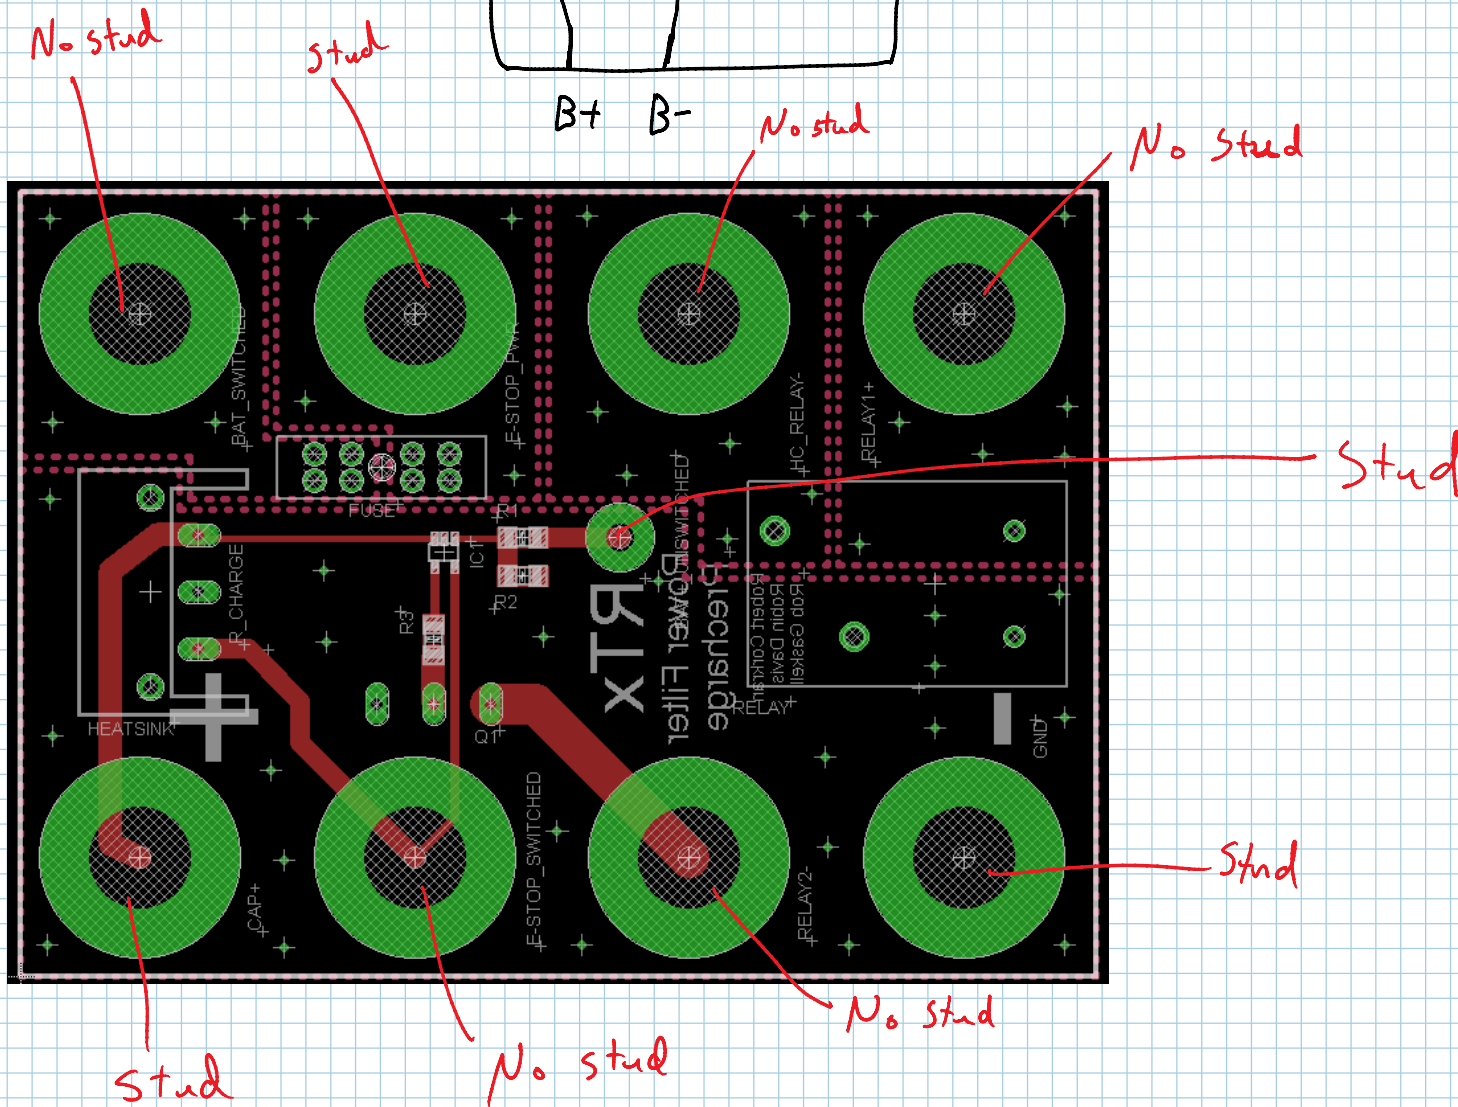 No stud
stud
B+ B-
No stud
No Stud
BAT_SWITCHED
E-STOP_PWR
HC_RELAY-
RELAY1+
Stud
FUSE
R1
IC1
R2
R3
R_CHARGE
RTX
Power Filter
Precharge
Robert Corkran
Robin Davis
Rob Gaskell
RELAY
HEATSINK
+
Q1
GND
CAP+
E-STOP_SWITCHED
RELAY2-
Stud
No stud
Stud
No stud